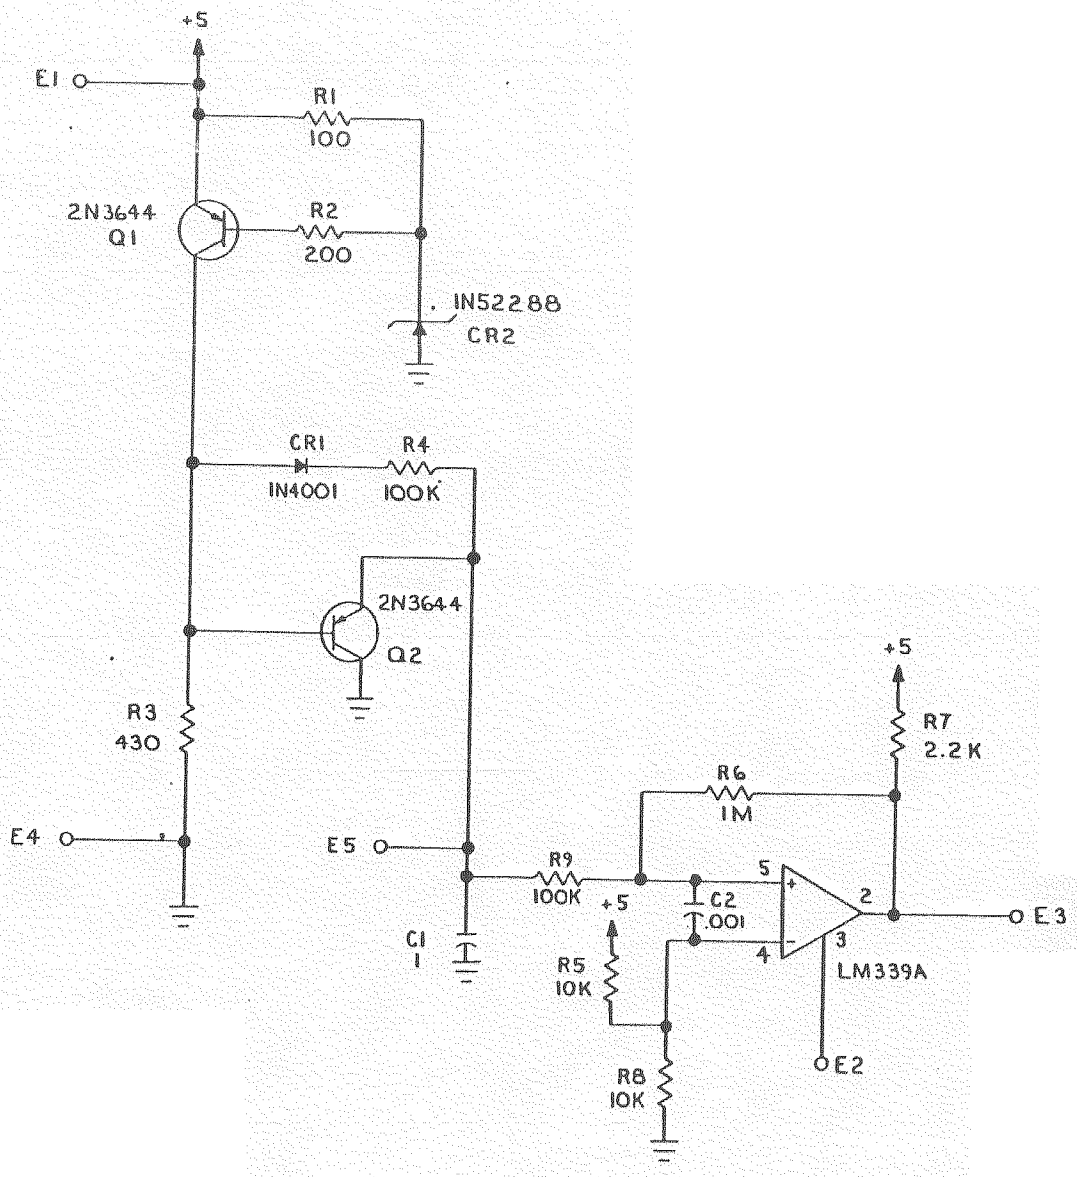 +5
E1
R1
100
2N3644
Q1
R2
200
1N5228B
CR2
CR1
1N4001
R4
100K
2N3644
Q2
R3
430
+5
R7
2.2K
R6
1M
E4
E5
R9
100K
5
+
2
E3
+5
C2
.001
C1
1
4
-
3
LM339A
R5
10K
E2
R8
10K